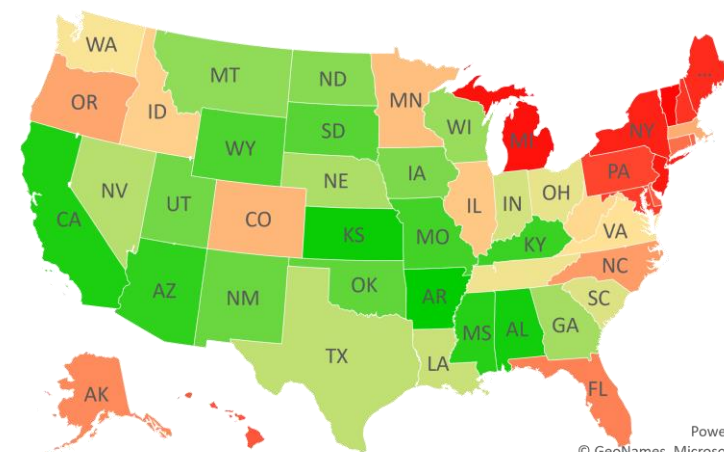 WA
MT
ND
MN
OR
ID
WI
MI
NY
...
SD
WY
IA
PA
NE
NV
UT
CO
IL
IN
OH
CA
KS
MO
KY
VA
NC
AZ
NM
OK
AR
SC
MS
AL
GA
TX
LA
AK
FL
Powe
© GeoNames, Microso